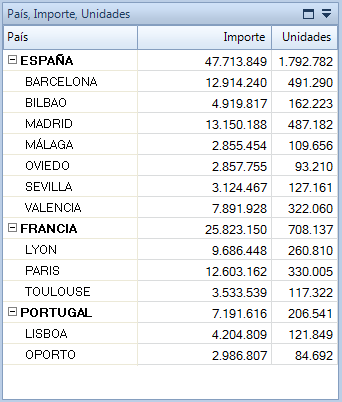 País, Importe, Unidades
País Importe Unidades
ESPAÑA 47.713.849 1.792.782
BARCELONA 12.914.240 491.290
BILBAO 4.919.817 162.223
MADRID 13.150.188 487.182
MÁLAGA 2.855.454 109.656
OVIEDO 2.857.755 93.210
SEVILLA 3.124.467 127.161
VALENCIA 7.891.928 322.060
FRANCIA 25.823.150 708.137
LYON 9.686.448 260.810
PARIS 12.603.162 330.005
TOULOUSE 3.533.539 117.322
PORTUGAL 7.191.616 206.541
LISBOA 4.204.809 121.849
OPORTO 2.986.807 84.692